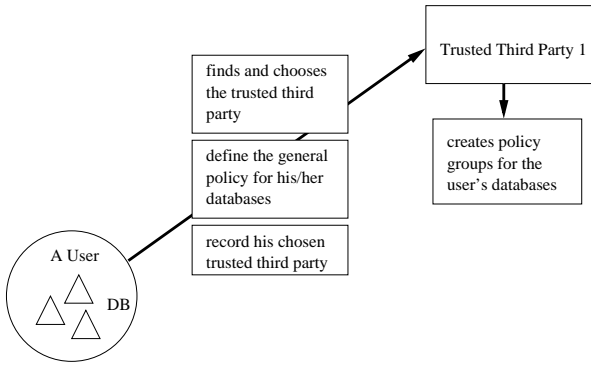 finds and chooses
the trusted third
party
define the general
policy for his/her
databases
record his chosen
trusted third party
Trusted Third Party 1
creates policy
groups for the
user's databases
A User
DB